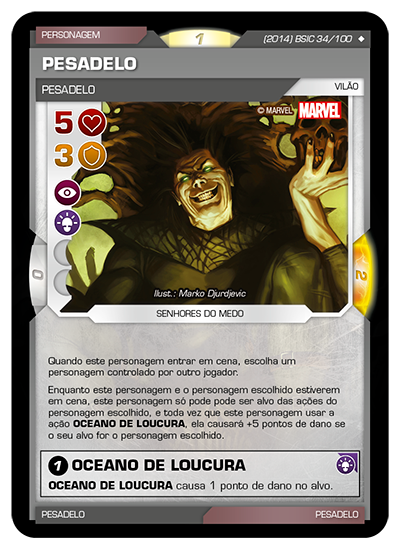 PERSONAGEM
1
(2014) BSIC 34/100 ◆
PESADELO
PESADELO
VILÃO
© MARVEL MARVEL
5
3
0
2
Ilust.: Marko Djurdjevic
SENHORES DO MEDO
Quando este personagem entrar em cena, escolha um
personagem controlado por outro jogador.
Enquanto este personagem e o personagem escolhido estiverem
em cena, este personagem só pode pode ser alvo das ações do
personagem escolhido, e toda vez que este personagem usar a
ação OCEANO DE LOUCURA, ela causará +5 pontos de dano se
o seu alvo for o personagem escolhido.
1 OCEANO DE LOUCURA
OCEANO DE LOUCURA causa 1 ponto de dano no alvo.
PESADELO
PESADELO